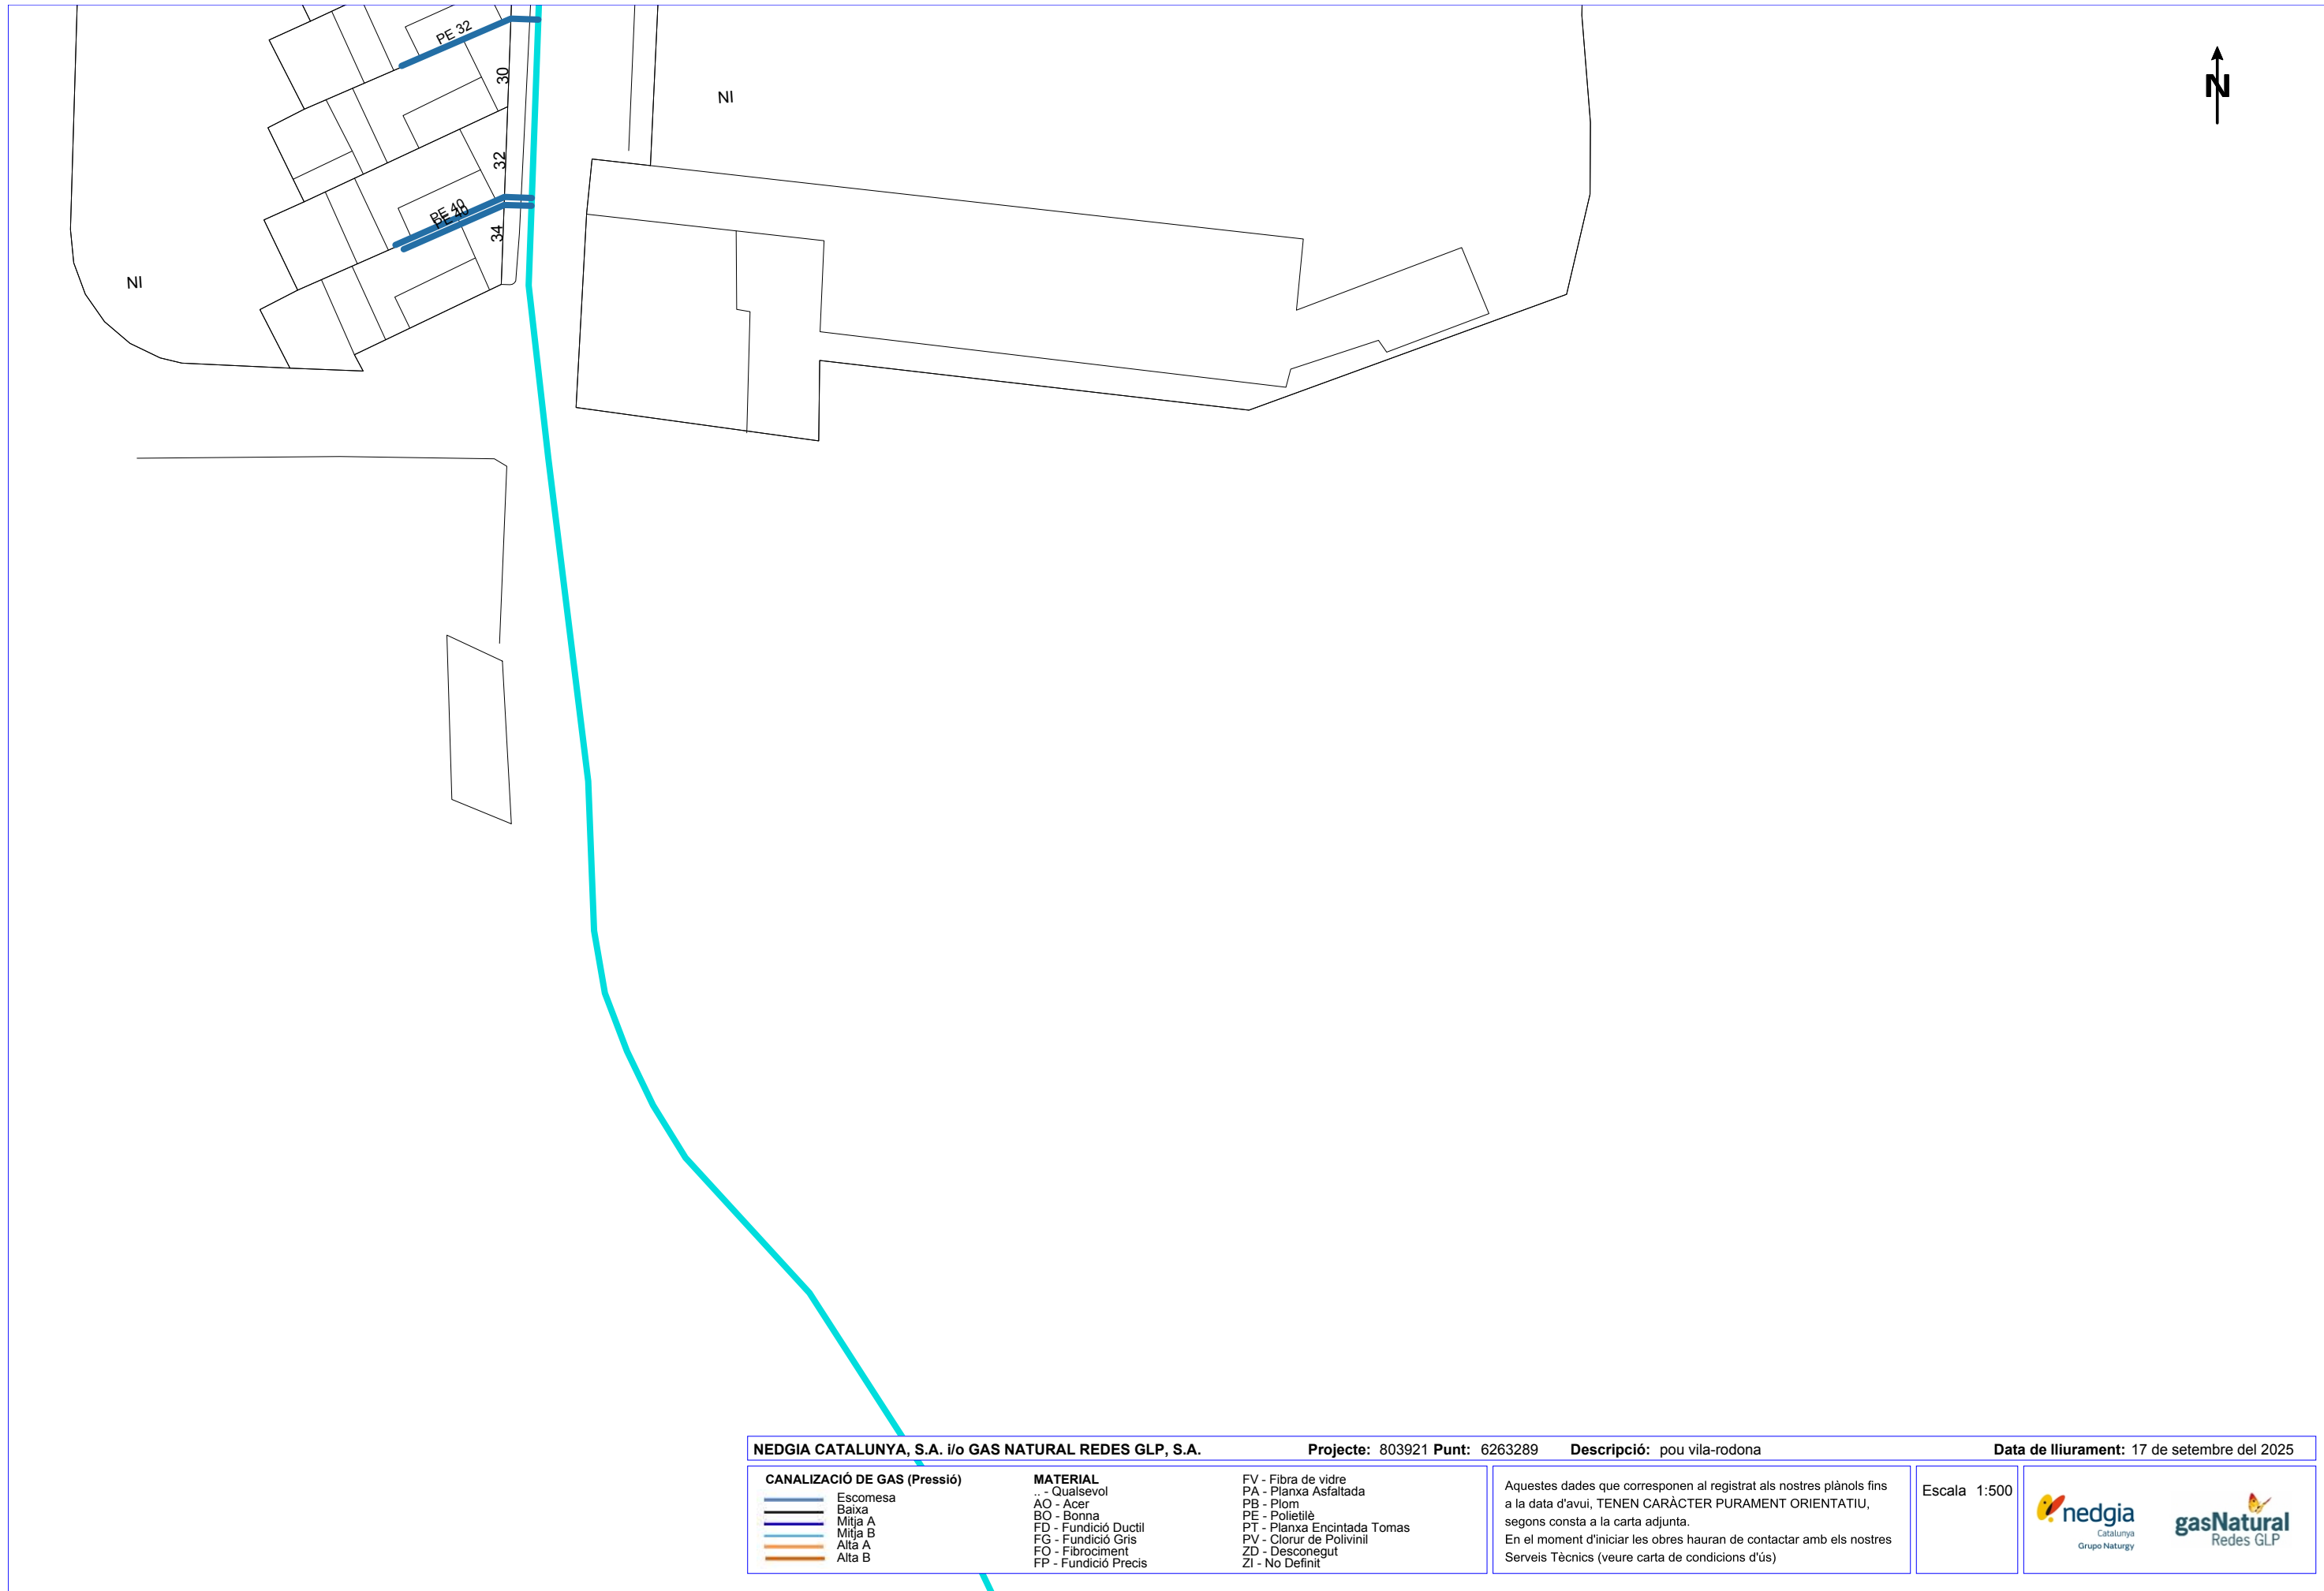 PE 32
30
N
NI
32
PE 40
PE 40
34
NI
NEDGIA CATALUNYA, S.A. i/o GAS NATURAL REDES GLP, S.A. Projecte: 803921 Punt: 6263289 Descripció: pou vila-rodona Data de lliurament: 17 de setembre del 2025
CANALIZACIÓ DE GAS (Pressió)
Escomesa
Baixa
Mitja A
Mitja B
Alta A
Alta B
MATERIAL
.. - Qualsevol
AO - Acer
BO - Bonna
FD - Fundició Ductil
FG - Fundició Gris
FO - Fibrociment
FP - Fundició Precis
FV - Fibra de vidre
PA - Planxa Asfaltada
PB - Plom
PE - Polietilè
PT - Planxa Encintada Tomas
PV - Clorur de Polivinil
ZD - Desconegut
ZI - No Definit
Aquestes dades que corresponen al registrat als nostres plànols fins
a la data d'avui, TENEN CARÀCTER PURAMENT ORIENTATIU,
segons consta a la carta adjunta.
En el moment d'iniciar les obres hauran de contactar amb els nostres
Serveis Tècnics (veure carta de condicions d'ús)
Escala 1:500
nedgia
Catalunya
Grupo Naturgy
gasNatural
Redes GLP